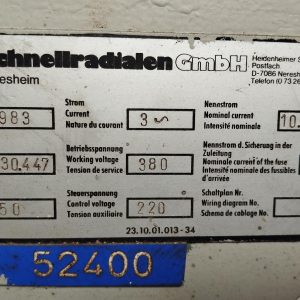 chnellradialen GmbH
esheim
Heidenheimer S
Postfach
D-7086 Neresh
Telefon (0 73 26
983
Strom
Current
Nature du courant
3~
Nennstrom
Nominal current
Intensité nominale
10.
30.447
Betriebsspannung
Working voltage
Tension de service
380
Nennstrom d. Sicherung in der
Zuleitung
Nominal current of the fuse
Intensité nominale des fusibles
d'arrivée
50
Steuerspannung
Control voltage
Tension auxiliaire
220
Schaltplan Nr.
Wiring diagram No
Schema de cablage No.
23.10.01.013 - 34
52400